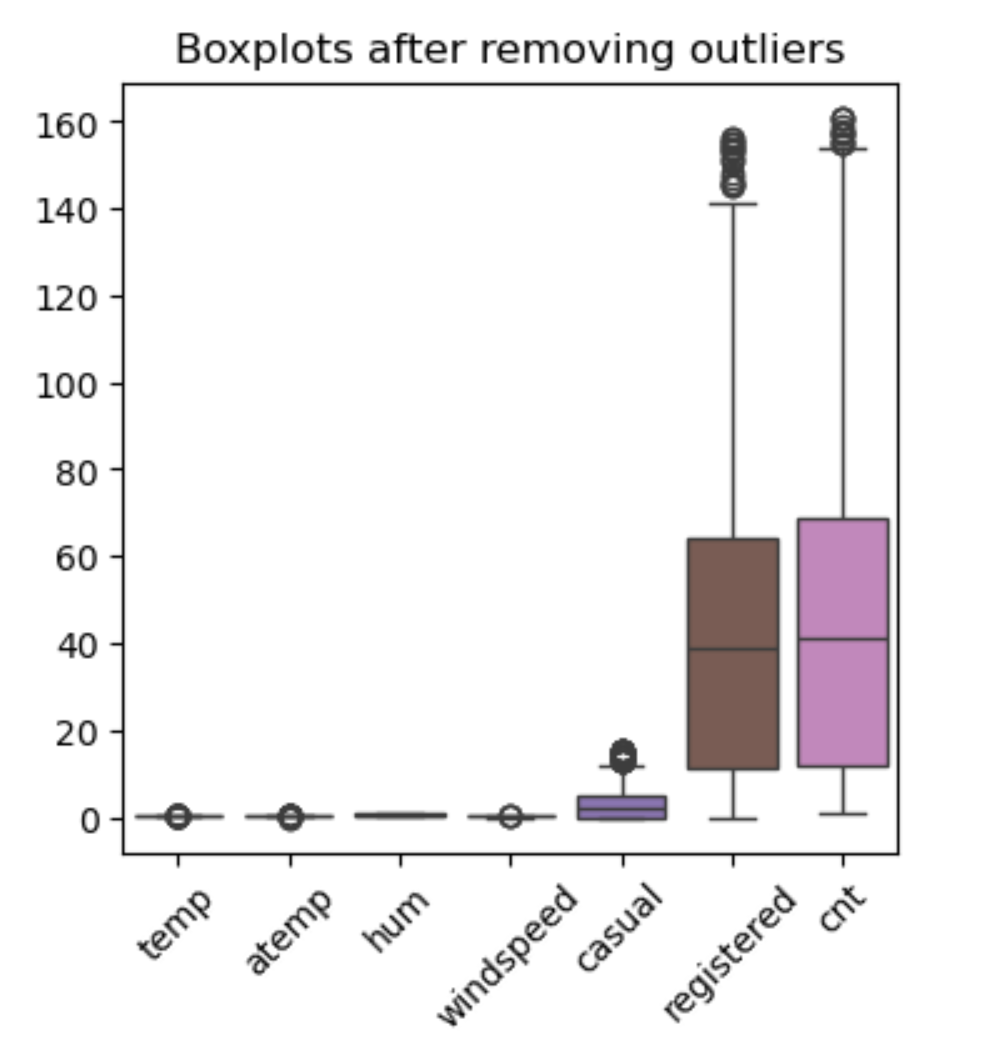 Boxplots after removing outliers
160
140
120
100
80
60
40
20
0
temp
atemp
hum
windspeed
casual
registered
cnt